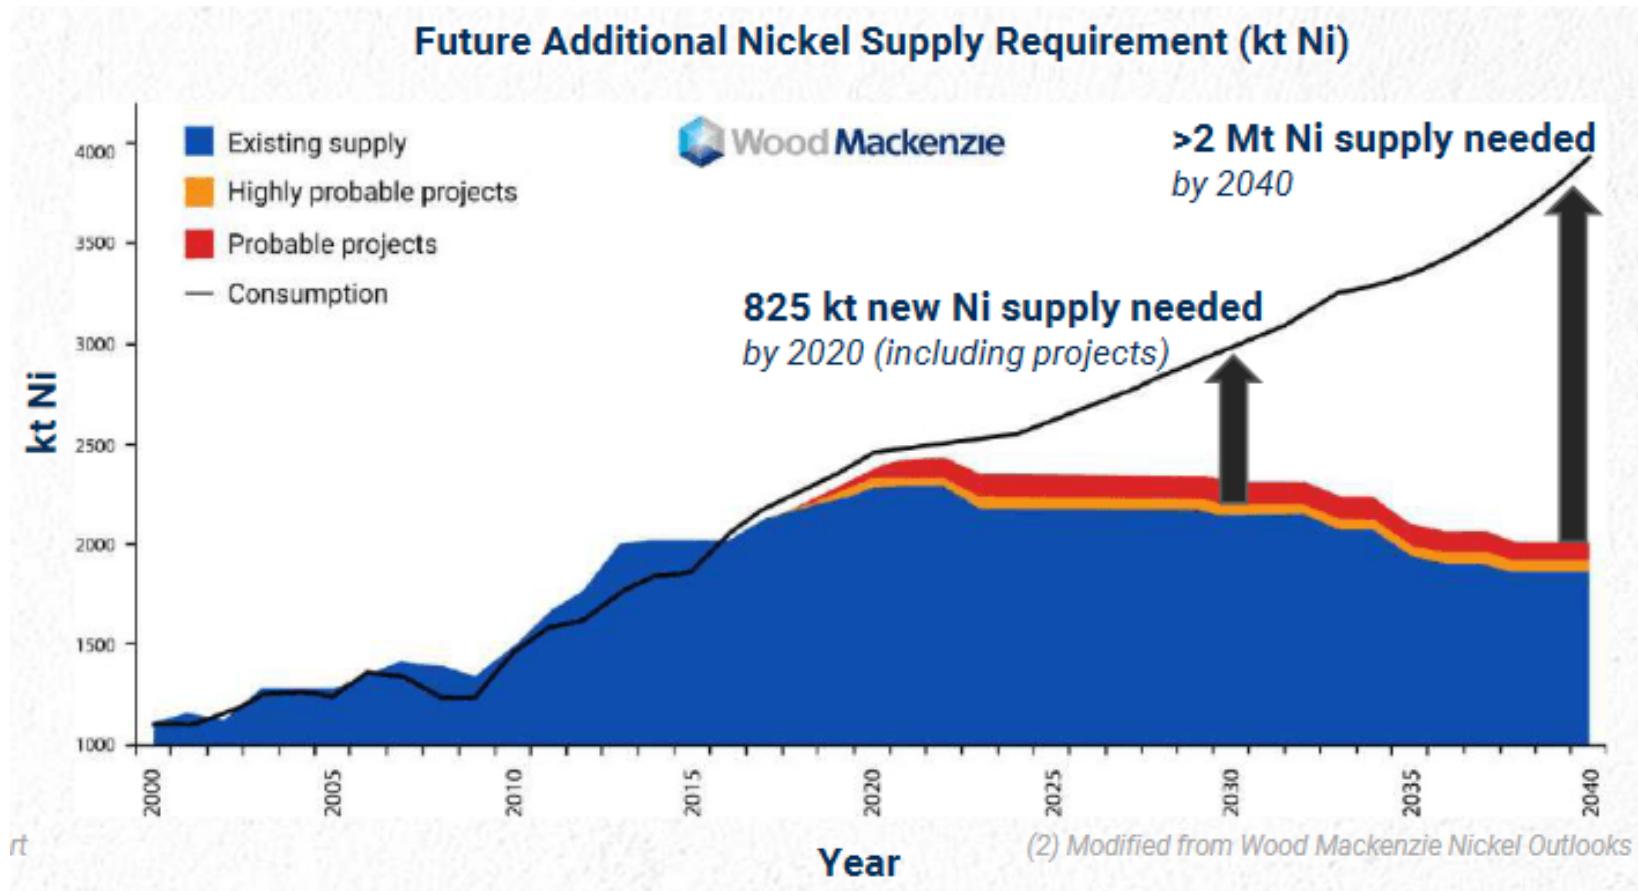 Future Additional Nickel Supply Requirement (kt Ni)
Existing supply
Highly probable projects
Probable projects
Consumption
Wood Mackenzie
>2 Mt Ni supply needed
by 2040
825 kt new Ni supply needed
by 2020 (including projects)
kt Ni
4000
3500
3000
2500
2000
1500
1000
2000
2005
2010
2015
2020
2025
2030
2035
2040
Year
rt
(2) Modified from Wood Mackenzie Nickel Outlooks